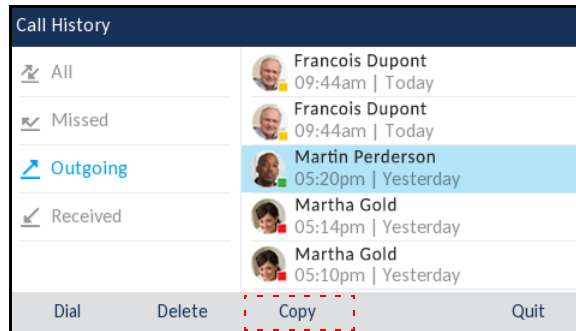 Call History
All
Missed
Outgoing
Received
Francois Dupont
09:44am | Today
Francois Dupont
09:44am | Today
Martin Perderson
05:20pm | Yesterday
Martha Gold
05:14pm | Yesterday
Martha Gold
05:10pm | Yesterday
Dial Delete Copy Quit